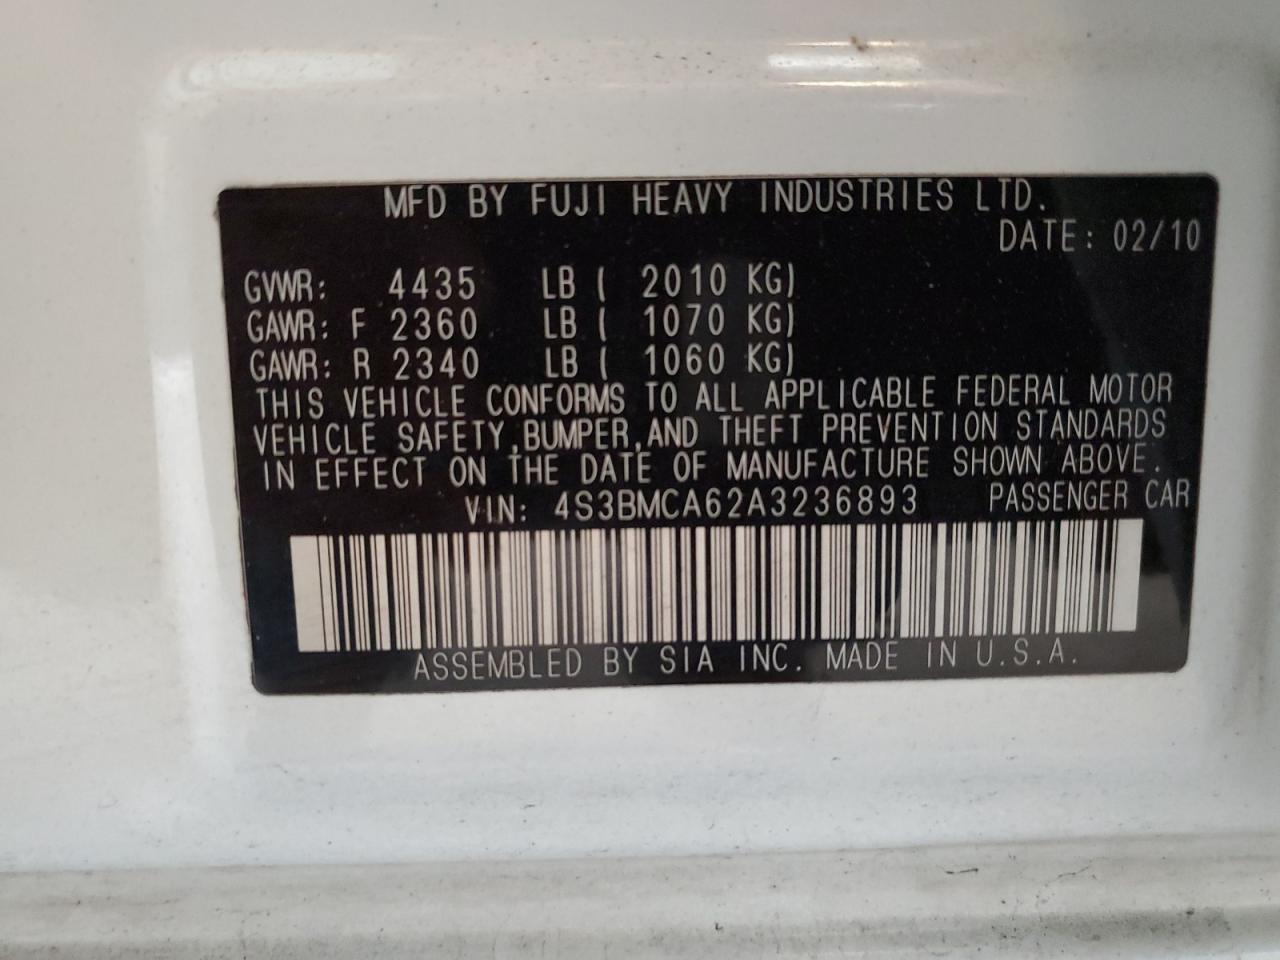 MFD BY FUJI HEAVY INDUSTRIES LTD.
DATE: 02/10
GVWR: 4435 LB ( 2010 KG)
GAWR: F 2360 LB ( 1070 KG)
GAWR: R 2340 LB ( 1060 KG)
THIS VEHICLE CONFORMS TO ALL APPLICABLE FEDERAL MOTOR
VEHICLE SAFETY,BUMPER,AND THEFT PREVENTION STANDARDS
IN EFFECT ON THE DATE OF MANUFACTURE SHOWN ABOVE.
VIN: 4S3BMCA62A3236893 PASSENGER CAR
ASSEMBLED BY SIA INC. MADE IN U.S.A.